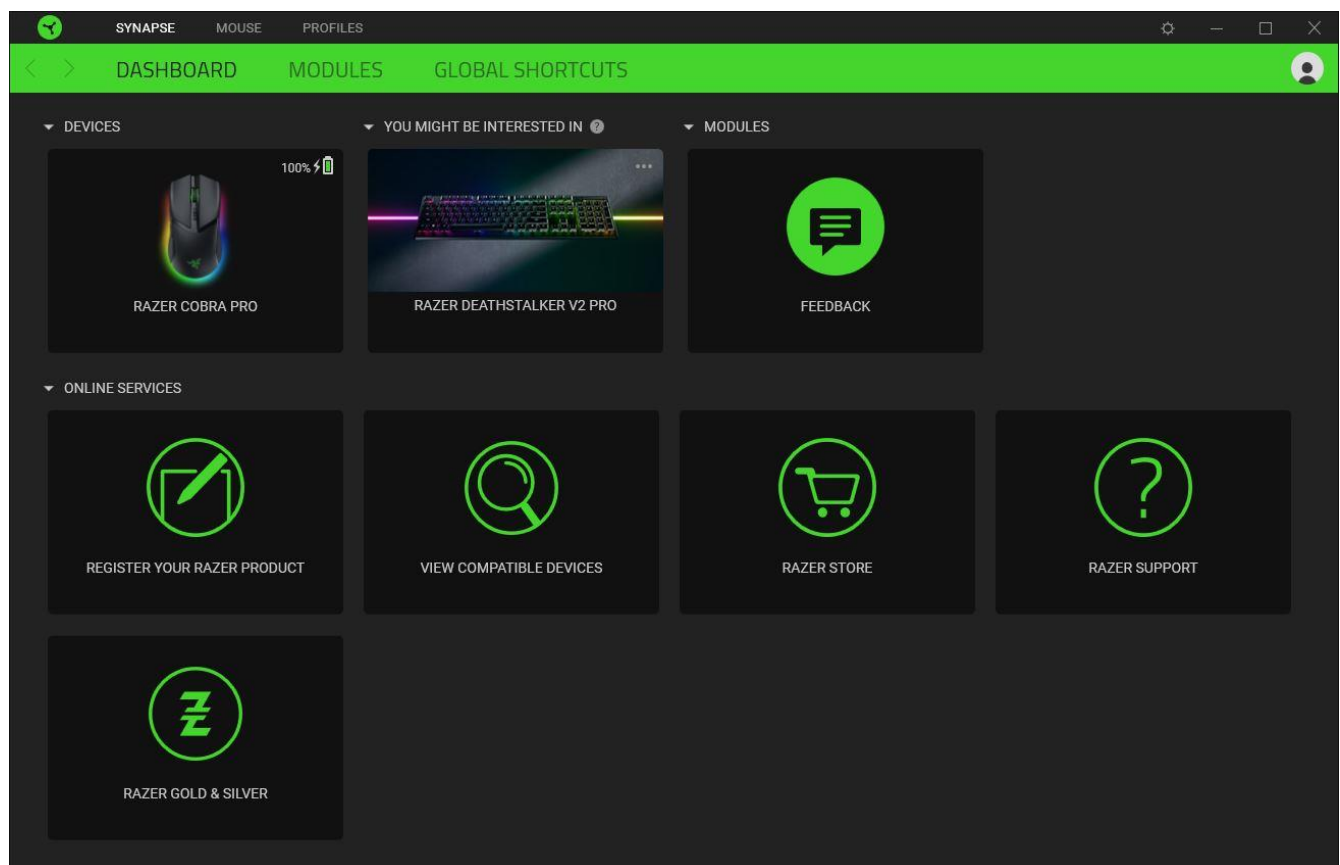 SYNAPSE MOUSE PROFILES
DASHBOARD MODULES GLOBAL SHORTCUTS
DEVICES
YOU MIGHT BE INTERESTED IN ?
MODULES
100%
RAZER COBRA PRO
RAZER DEATHSTALKER V2 PRO
FEEDBACK
ONLINE SERVICES
REGISTER YOUR RAZER PRODUCT
VIEW COMPATIBLE DEVICES
RAZER STORE
RAZER SUPPORT
RAZER GOLD & SILVER